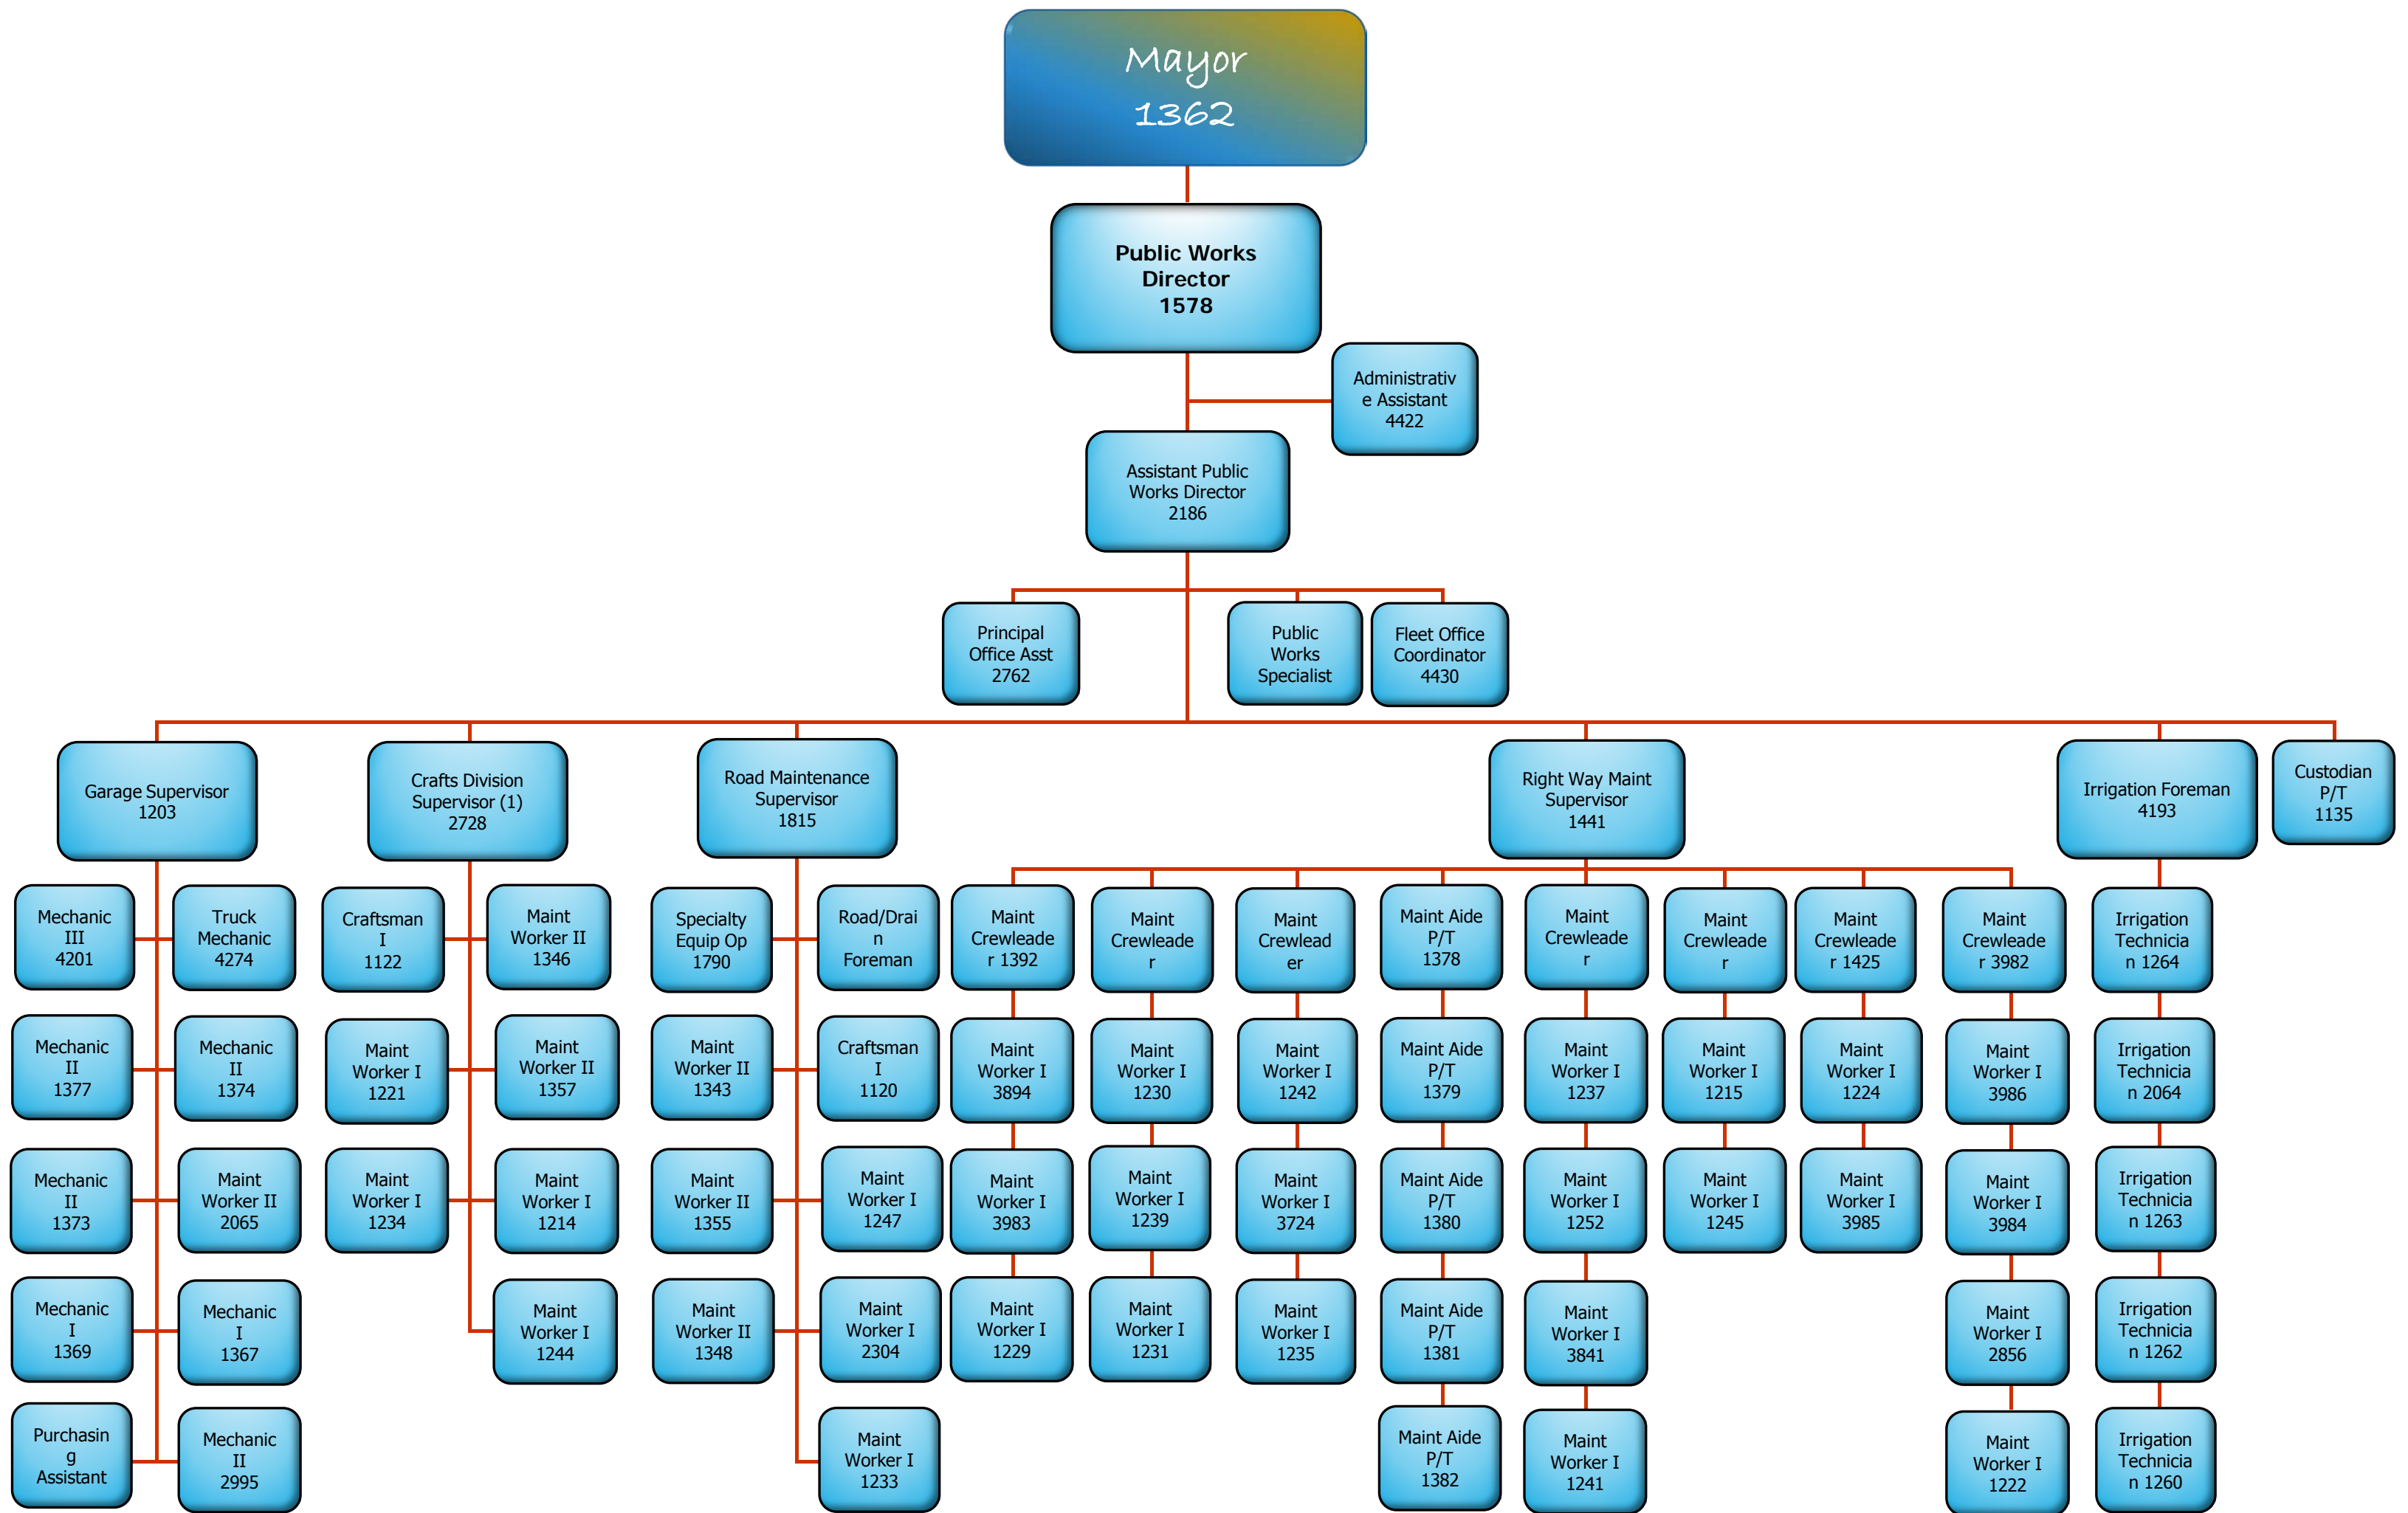 Mayor
1362
Public Works
Director
1578
Administrativ
e Assistant
4422
Assistant Public
Works Director
2186
Principal
Office Asst
2762
Public
Works
Specialist
Fleet Office
Coordinator
4430
Garage Supervisor
1203
Crafts Division
Supervisor (1)
2728
Road Maintenance
Supervisor
1815
Right Way Maint
Supervisor
1441
Irrigation Foreman
4193
Custodian
P/T
1135
Mechanic
III
4201
Truck
Mechanic
4274
Craftsman
I
1122
Maint
Worker II
1346
Specialty
Equip Op
1790
Road/Drai
n
Foreman
Maint
Crewleade
r 1392
Maint
Crewleade
r
Maint
Crewlead
er
Maint Aide
P/T
1378
Maint
Crewleade
r
Maint
Crewleade
r
Maint
Crewleade
r 1425
Maint
Crewleade
r 3982
Irrigation
Technicia
n 1264
Mechanic
II
1377
Mechanic
II
1374
Maint
Worker I
1221
Maint
Worker II
1357
Maint
Worker II
1343
Craftsman
I
1120
Maint
Worker I
3894
Maint
Worker I
1230
Maint
Worker I
1242
Maint Aide
P/T
1379
Maint
Worker I
1237
Maint
Worker I
1215
Maint
Worker I
1224
Maint
Worker I
3986
Irrigation
Technicia
n 2064
Mechanic
II
1373
Maint
Worker II
2065
Maint
Worker I
1234
Maint
Worker I
1214
Maint
Worker II
1355
Maint
Worker I
1247
Maint
Worker I
3983
Maint
Worker I
1239
Maint
Worker I
3724
Maint Aide
P/T
1380
Maint
Worker I
1252
Maint
Worker I
1245
Maint
Worker I
3985
Maint
Worker I
3984
Irrigation
Technicia
n 1263
Mechanic
I
1369
Mechanic
I
1367
Maint
Worker I
1244
Maint
Worker II
1348
Maint
Worker I
2304
Maint
Worker I
1229
Maint
Worker I
1231
Maint
Worker I
1235
Maint Aide
P/T
1381
Maint
Worker I
3841
Maint
Worker I
2856
Irrigation
Technicia
n 1262
Purchasin
g
Assistant
Mechanic
II
2995
Maint
Worker I
1233
Maint Aide
P/T
1382
Maint
Worker I
1241
Maint
Worker I
1222
Irrigation
Technicia
n 1260